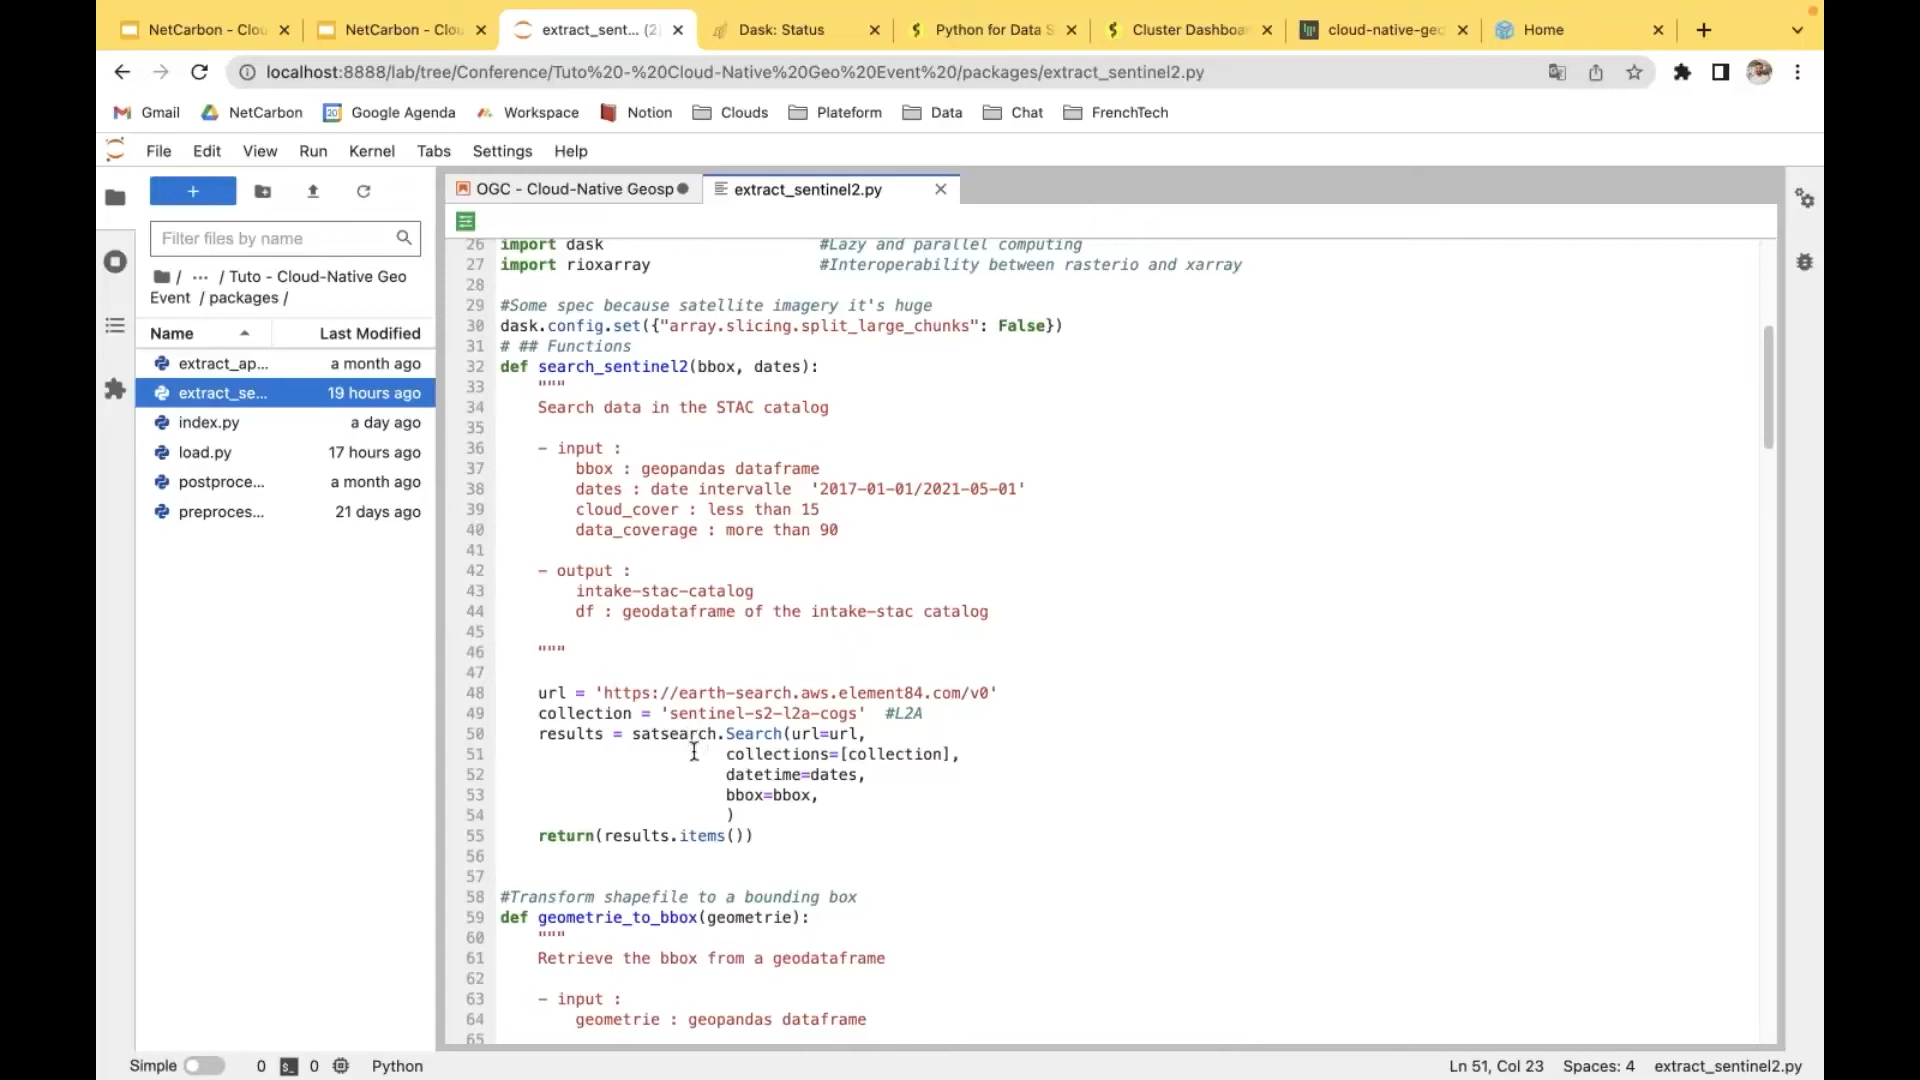 NetCarbon - Clou
NetCarbon - Clou
extract_sent... (2)
Dask: Status
Python for Data S
Cluster Dashboa
cloud-native-geo
Home
localhost:8888/lab/tree/Conference/Tuto%20-%20Cloud-Native%20Geo%20Event%20/packages/extract_sentinel2.py
Gmail
NetCarbon
Google Agenda
Workspace
Notion
Clouds
Plateform
Data
Chat
FrenchTech
File Edit View Run Kernel Tabs Settings Help
Filter files by name
/ ··· / Tuto - Cloud-Native Geo
Event / packages /
Name Last Modified
extract_ap... a month ago
extract_se... 19 hours ago
index.py a day ago
load.py 17 hours ago
postproce... a month ago
preproces... 21 days ago
OGC - Cloud-Native Geosp
extract_sentinel2.py
26 import dask #Lazy and parallel computing
27 import rioxarray #Interoperability between rasterio and xarray
28
29 #Some spec because satellite imagery it's huge
30 dask.config.set({"array.slicing.split_large_chunks": False})
31 # ## Functions
32 def search_sentinel2(bbox, dates):
33 """
34 Search data in the STAC catalog
35
36 - input :
37 bbox : geopandas dataframe
38 dates : date intervalle '2017-01-01/2021-05-01'
39 cloud_cover : less than 15
40 data_coverage : more than 90
41
42 - output :
43 intake-stac-catalog
44 df : geodataframe of the intake-stac catalog
45
46 """
47
48 url = 'https://earth-search.aws.element84.com/v0'
49 collection = 'sentinel-s2-l2a-cogs' #L2A
50 results = satsearch.Search(url=url,
51 collections=[collection],
52 datetime=dates,
53 bbox=bbox,
54 )
55 return(results.items())
56
57
58 #Transform shapefile to a bounding box
59 def geometrie_to_bbox(geometrie):
60 """
61 Retrieve the bbox from a geodataframe
62
63 - input :
64 geometrie : geopandas dataframe
65
Simple 0 0 Python Ln 51, Col 23 Spaces: 4 extract_sentinel2.py